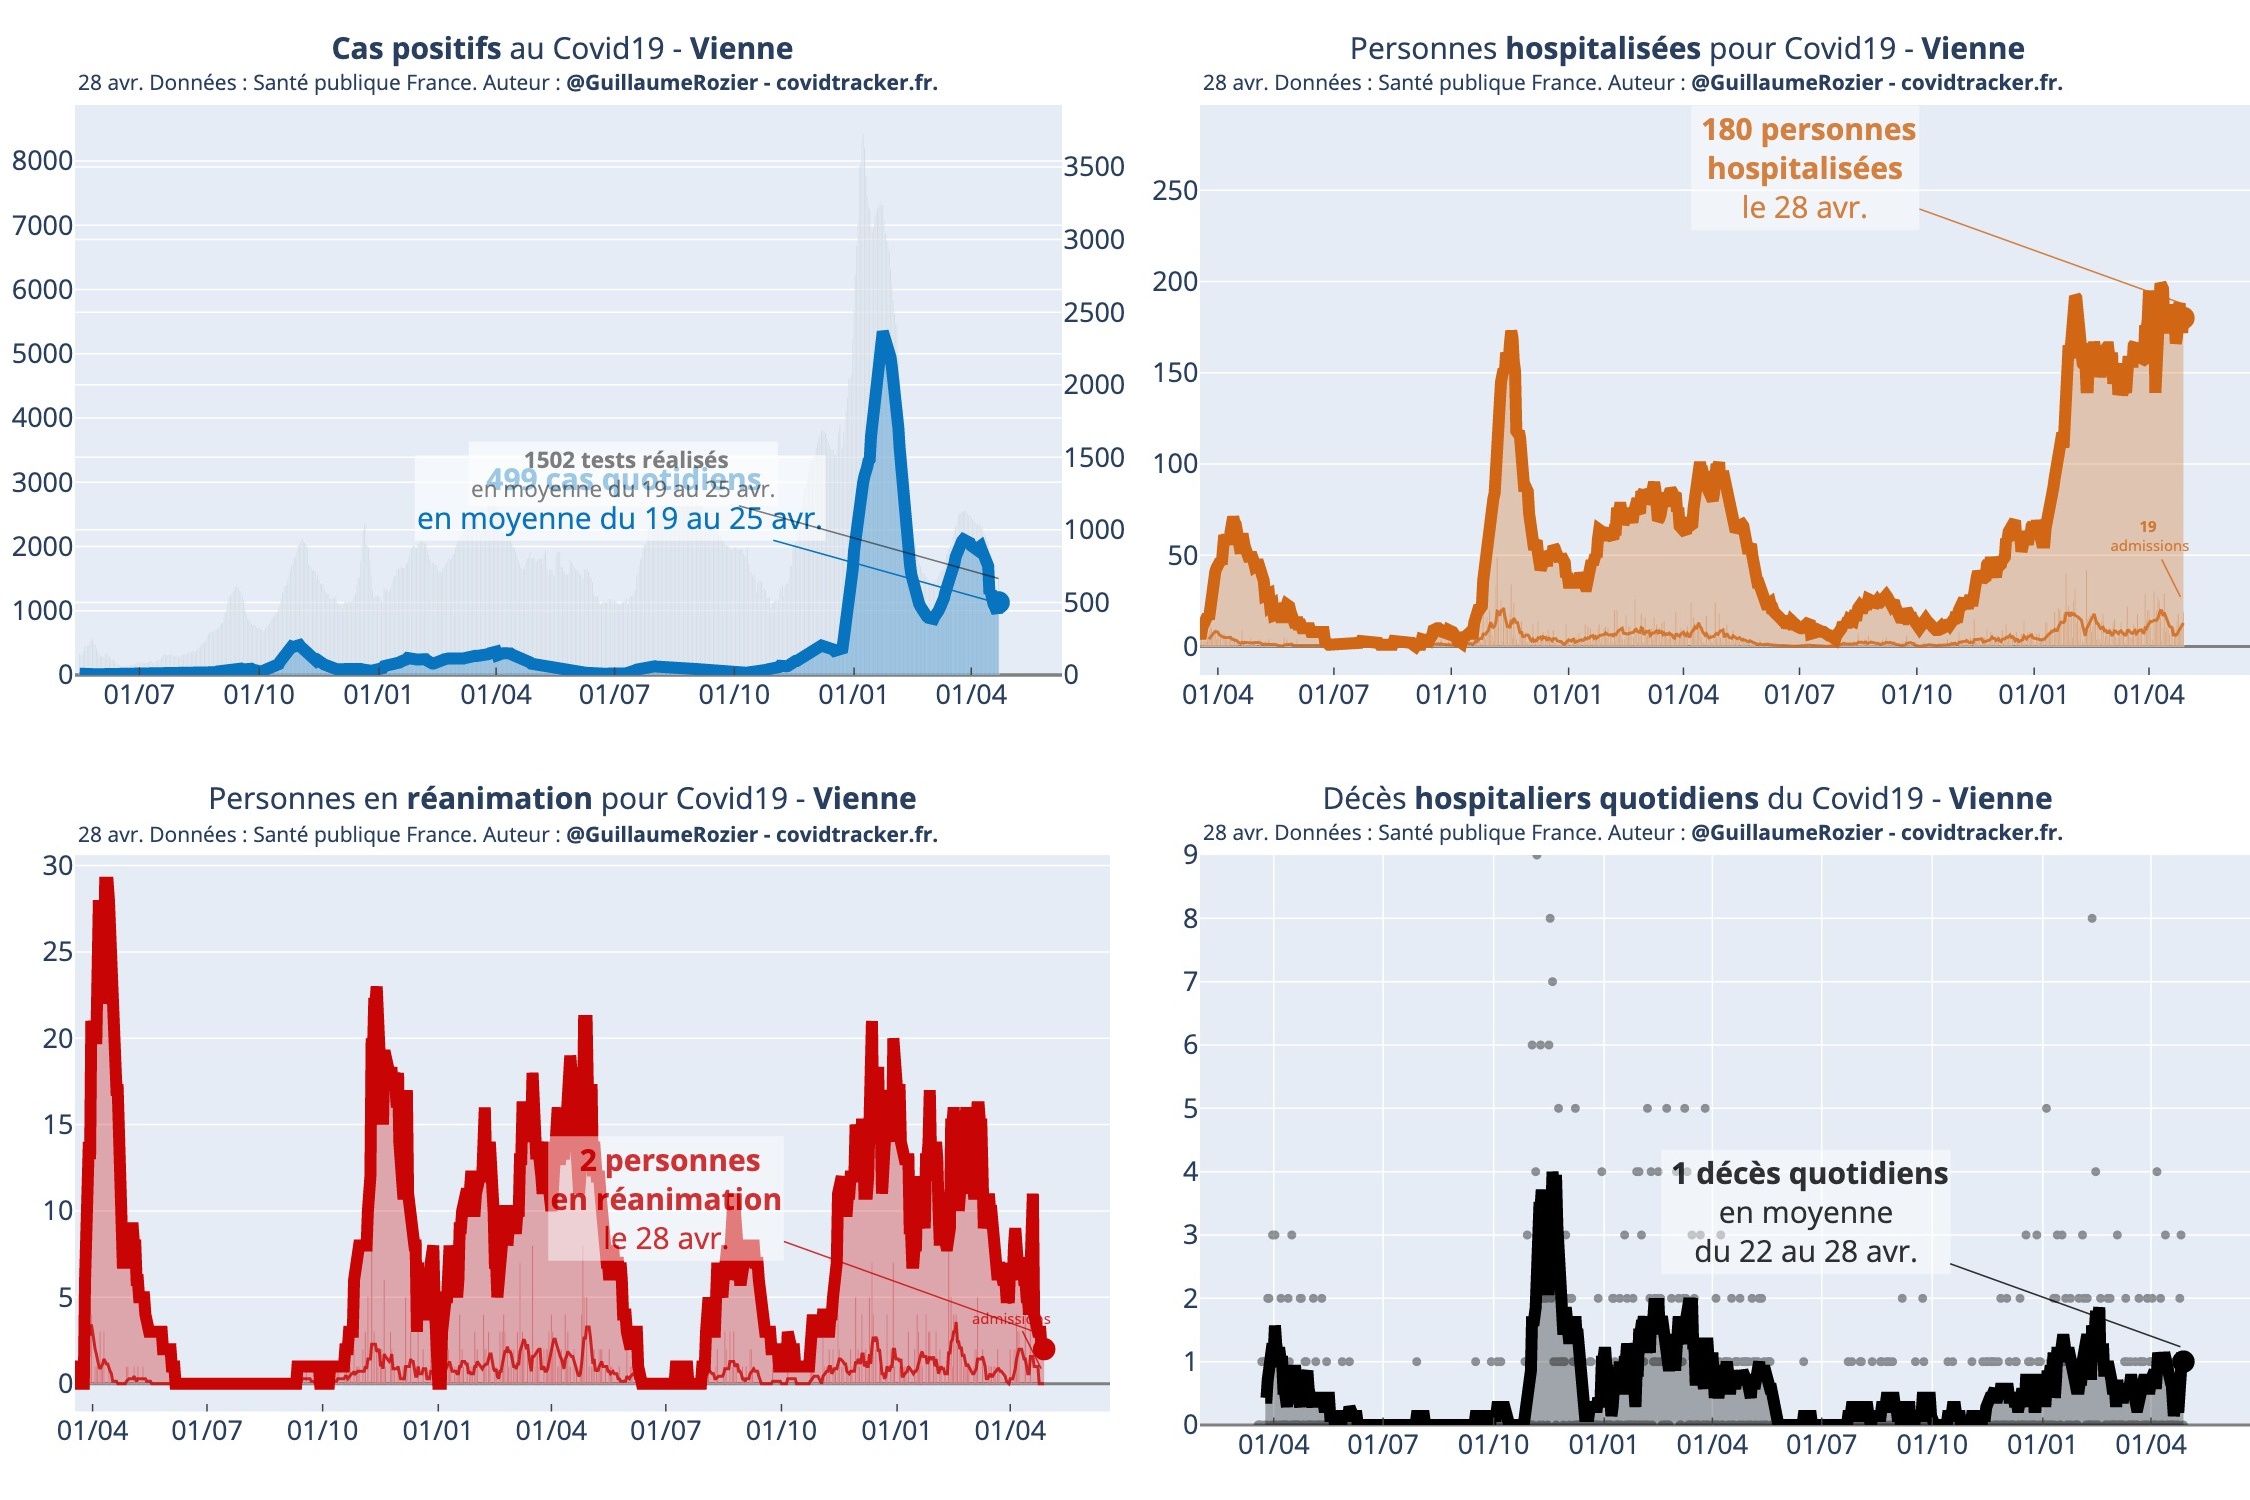 Cas positifs au Covid19 - Vienne
28 avr. Données : Santé publique France. Auteur : @GuillaumeRozier - covidtracker.fr.
8000
7000
6000
5000
4000
3000
2000
1000
0
3500
3000
2500
2000
1500
1000
500
0
1502 tests réalisés
en moyenne du 19 au 25 avr.
499 cas quotidiens
en moyenne du 19 au 25 avr.
01/07 01/10 01/01 01/04 01/07 01/10 01/01 01/04
Personnes hospitalisées pour Covid19 - Vienne
28 avr. Données : Santé publique France. Auteur : @GuillaumeRozier - covidtracker.fr.
250
200
150
100
50
0
180 personnes
hospitalisées
le 28 avr.
19
admissions
01/04 01/07 01/10 01/01 01/04 01/07 01/10 01/01 01/04
Personnes en réanimation pour Covid19 - Vienne
28 avr. Données : Santé publique France. Auteur : @GuillaumeRozier - covidtracker.fr.
30
25
20
15
10
5
0
2 personnes
en réanimation
le 28 avr.
admissions
01/04 01/07 01/10 01/01 01/04 01/07 01/10 01/01 01/04
Décès hospitaliers quotidiens du Covid19 - Vienne
28 avr. Données : Santé publique France. Auteur : @GuillaumeRozier - covidtracker.fr.
9
8
7
6
5
4
3
2
1
0
1 décès quotidiens
en moyenne
du 22 au 28 avr.
01/04 01/07 01/10 01/01 01/04 01/07 01/10 01/01 01/04